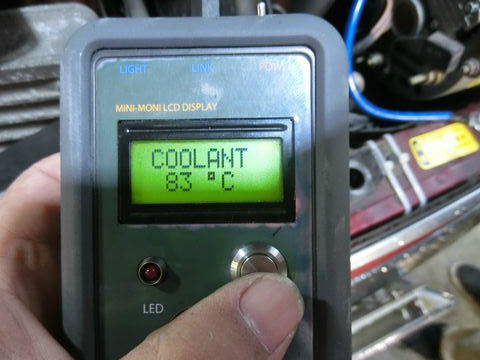 LIGHT LINK POWER
MINI-MONI LCD DISPLAY
COOLANT
83 °C
LED